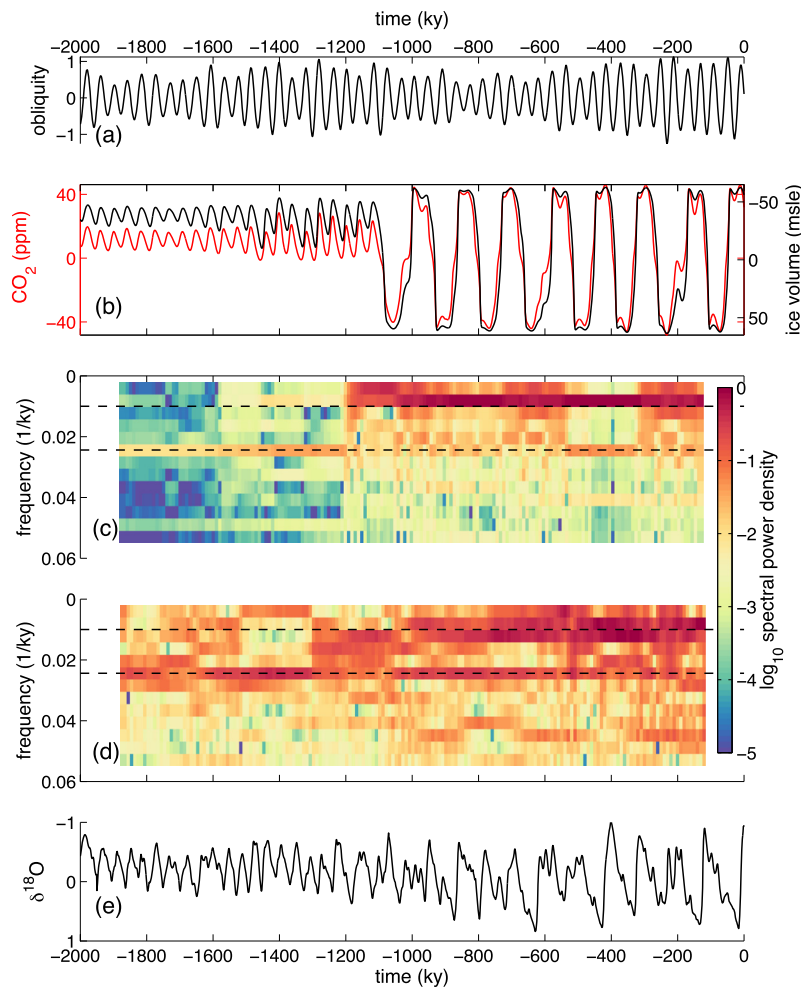 time (ky)
−2000 −1800 −1600 −1400 −1200 −1000 −800 −600 −400 −200 0
1
0
−1
obliquity
(a)
40
0
−40
CO2 (ppm)
−50
0
50
ice volume (msle)
(b)
0
0.02
0.04
0.06
frequency (1/ky)
(c)
0
−1
−2
−3
−4
−5
log10 spectral power density
0
0.02
0.04
0.06
frequency (1/ky)
(d)
−1
0
1
δ18O
(e)
−2000 −1800 −1600 −1400 −1200 −1000 −800 −600 −400 −200 0
time (ky)